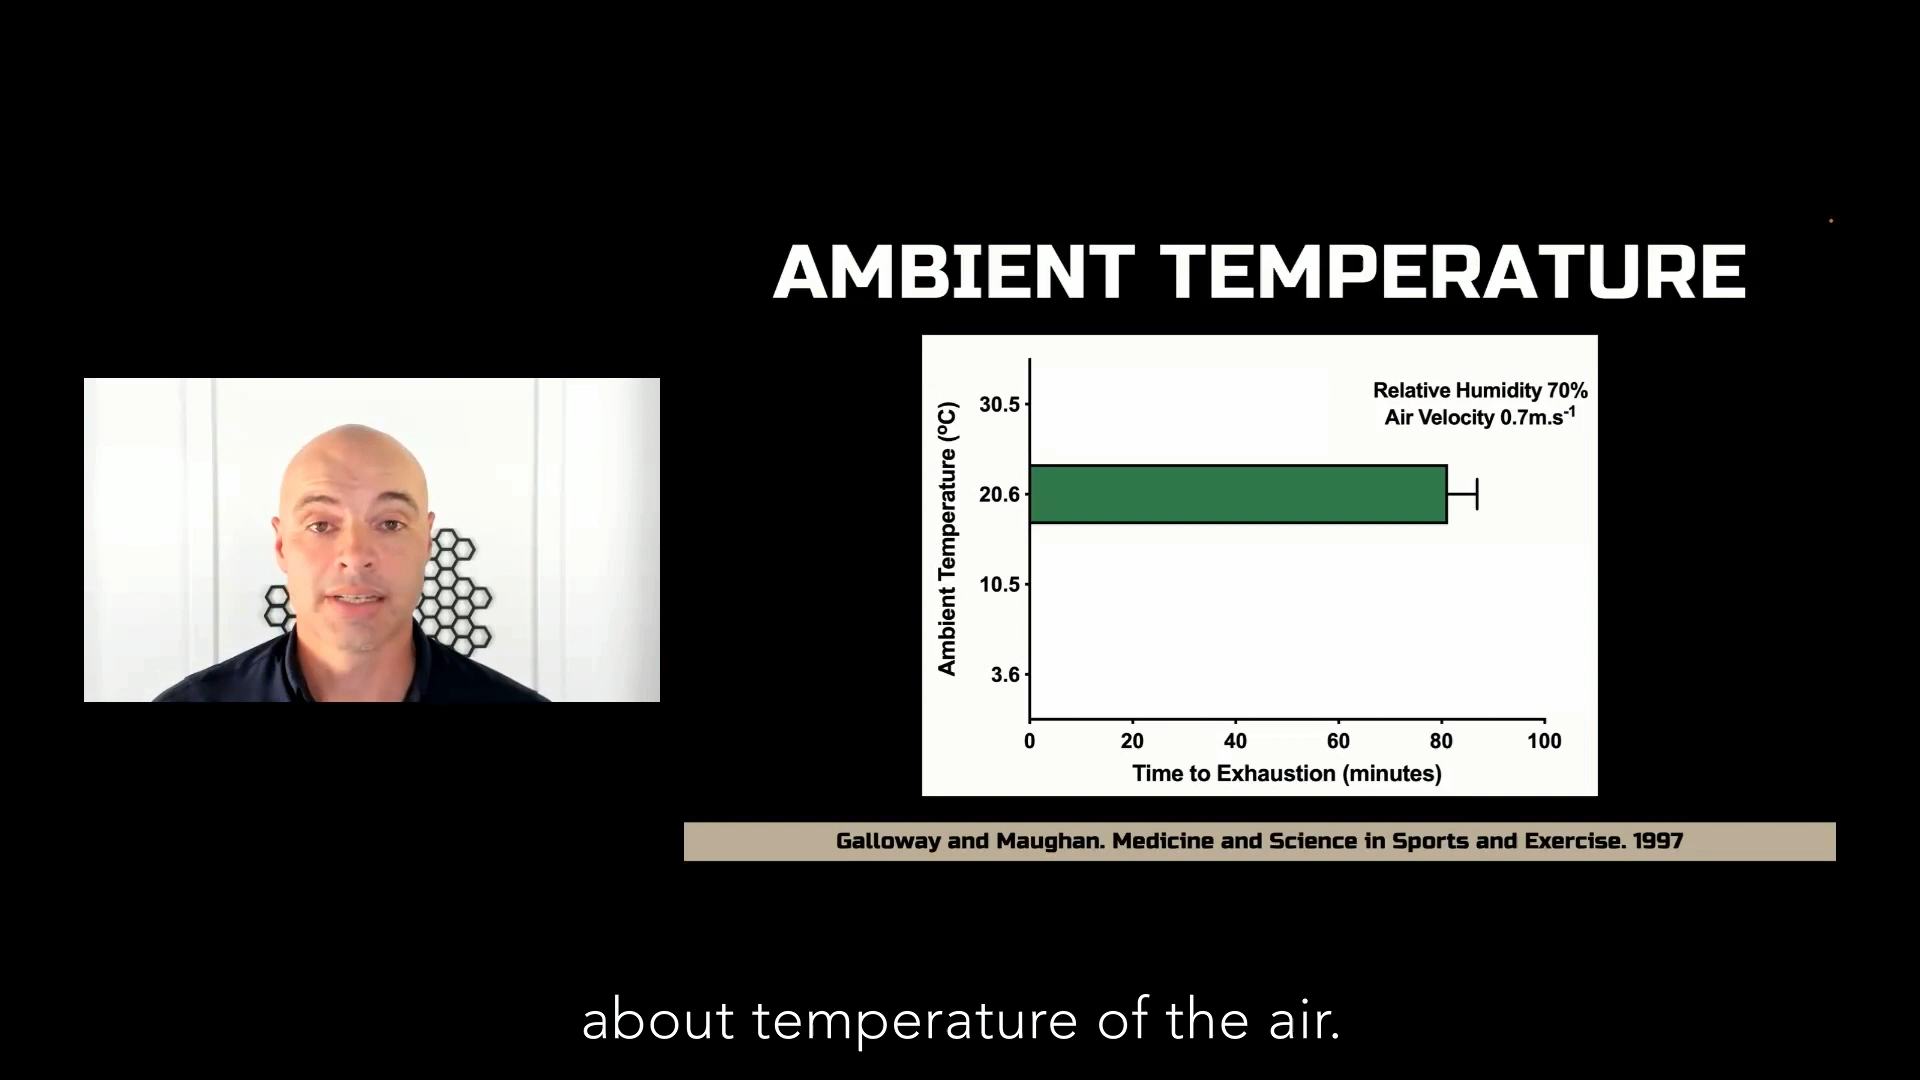 AMBIENT TEMPERATURE
Relative Humidity 70%
Air Velocity 0.7m.s⁻¹
Ambient Temperature (ºC)
30.5
20.6
10.5
3.6
0 20 40 60 80 100
Time to Exhaustion (minutes)
Galloway and Maughan. Medicine and Science in Sports and Exercise. 1997
about temperature of the air.